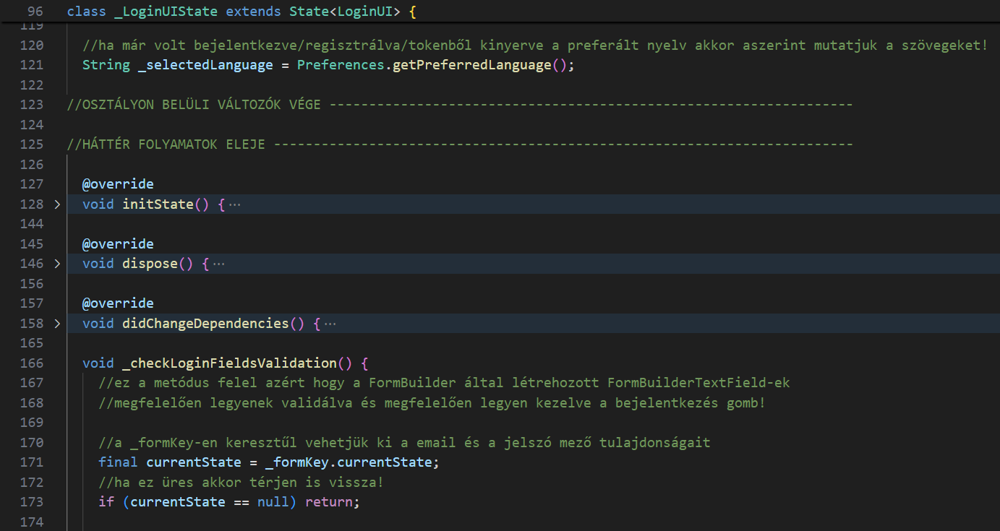 96 class _LoginUIState extends State<LoginUI> {
119
120 //ha már volt bejelentkezve/regisztrálva/tokenből kinyerve a preferált nyelv akkor aszerint mutatjuk a szövegeket!
121 String _selectedLanguage = Preferences.getPreferredLanguage();
122
123 //OSZTÁLYON BELÜLI VÁLTOZÓK VÉGE ------------------------------------------------------------------
124
125 //HÁTTÉR FOLYAMATOK ELEJE -------------------------------------------------------------------------
126
127 @override
128 void initState() { ···
144
145 @override
146 void dispose() { ···
156
157 @override
158 void didChangeDependencies() { ···
165
166 void _checkLoginFieldsValidation() {
167 //ez a metódus felel azért hogy a FormBuilder által létrehozott FormBuilderTextField-ek
168 //megfelelően legyenek validálva és megfelelően legyen kezelve a bejelentkezés gomb!
169
170 //a _formKey-en keresztűl vehetjük ki a email és a jelszó mező tulajdonságait
171 final currentState = _formKey.currentState;
172 //ha ez üres akkor térjen is vissza!
173 if (currentState == null) return;
174